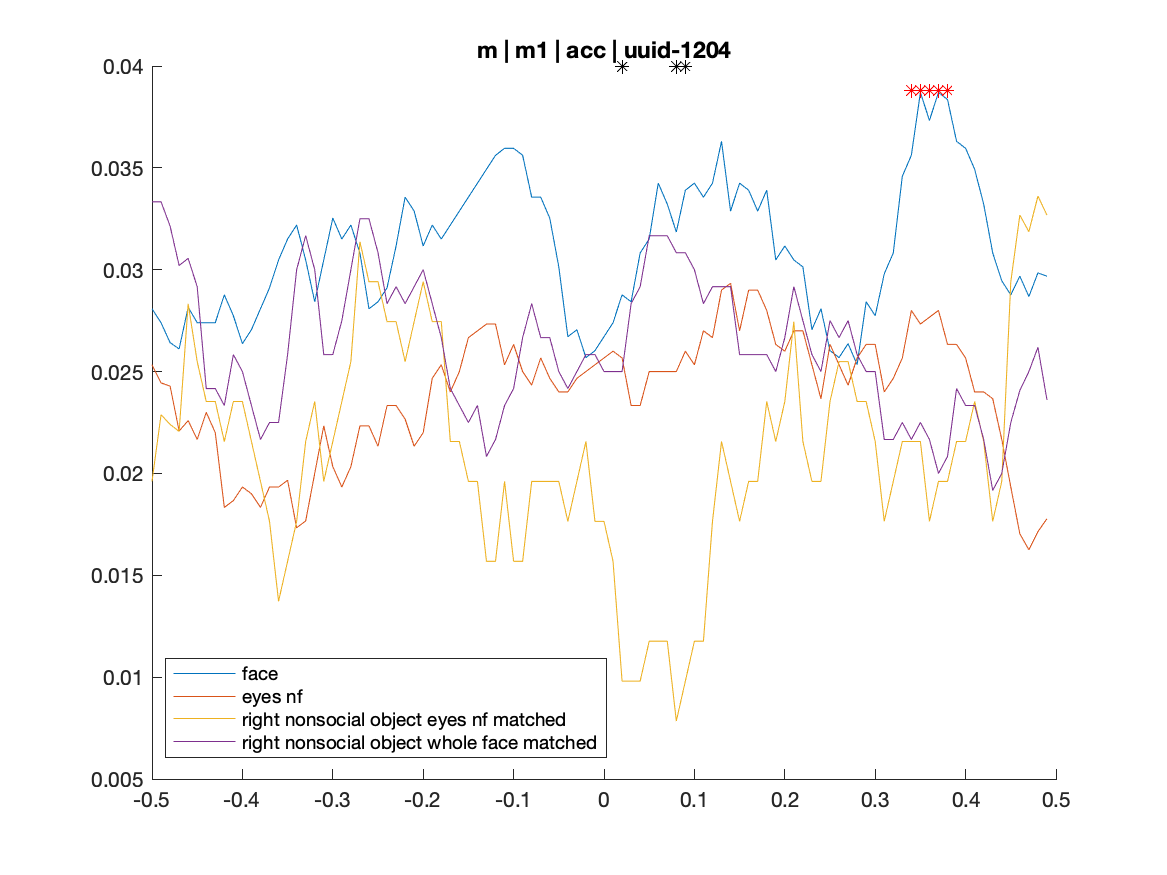 m | m1 | acc | uuid-1204
0.04
0.035
0.03
0.025
0.02
0.015
0.01
0.005
face
eyes nf
right nonsocial object eyes nf matched
right nonsocial object whole face matched
-0.5 -0.4 -0.3 -0.2 -0.1 0 0.1 0.2 0.3 0.4 0.5